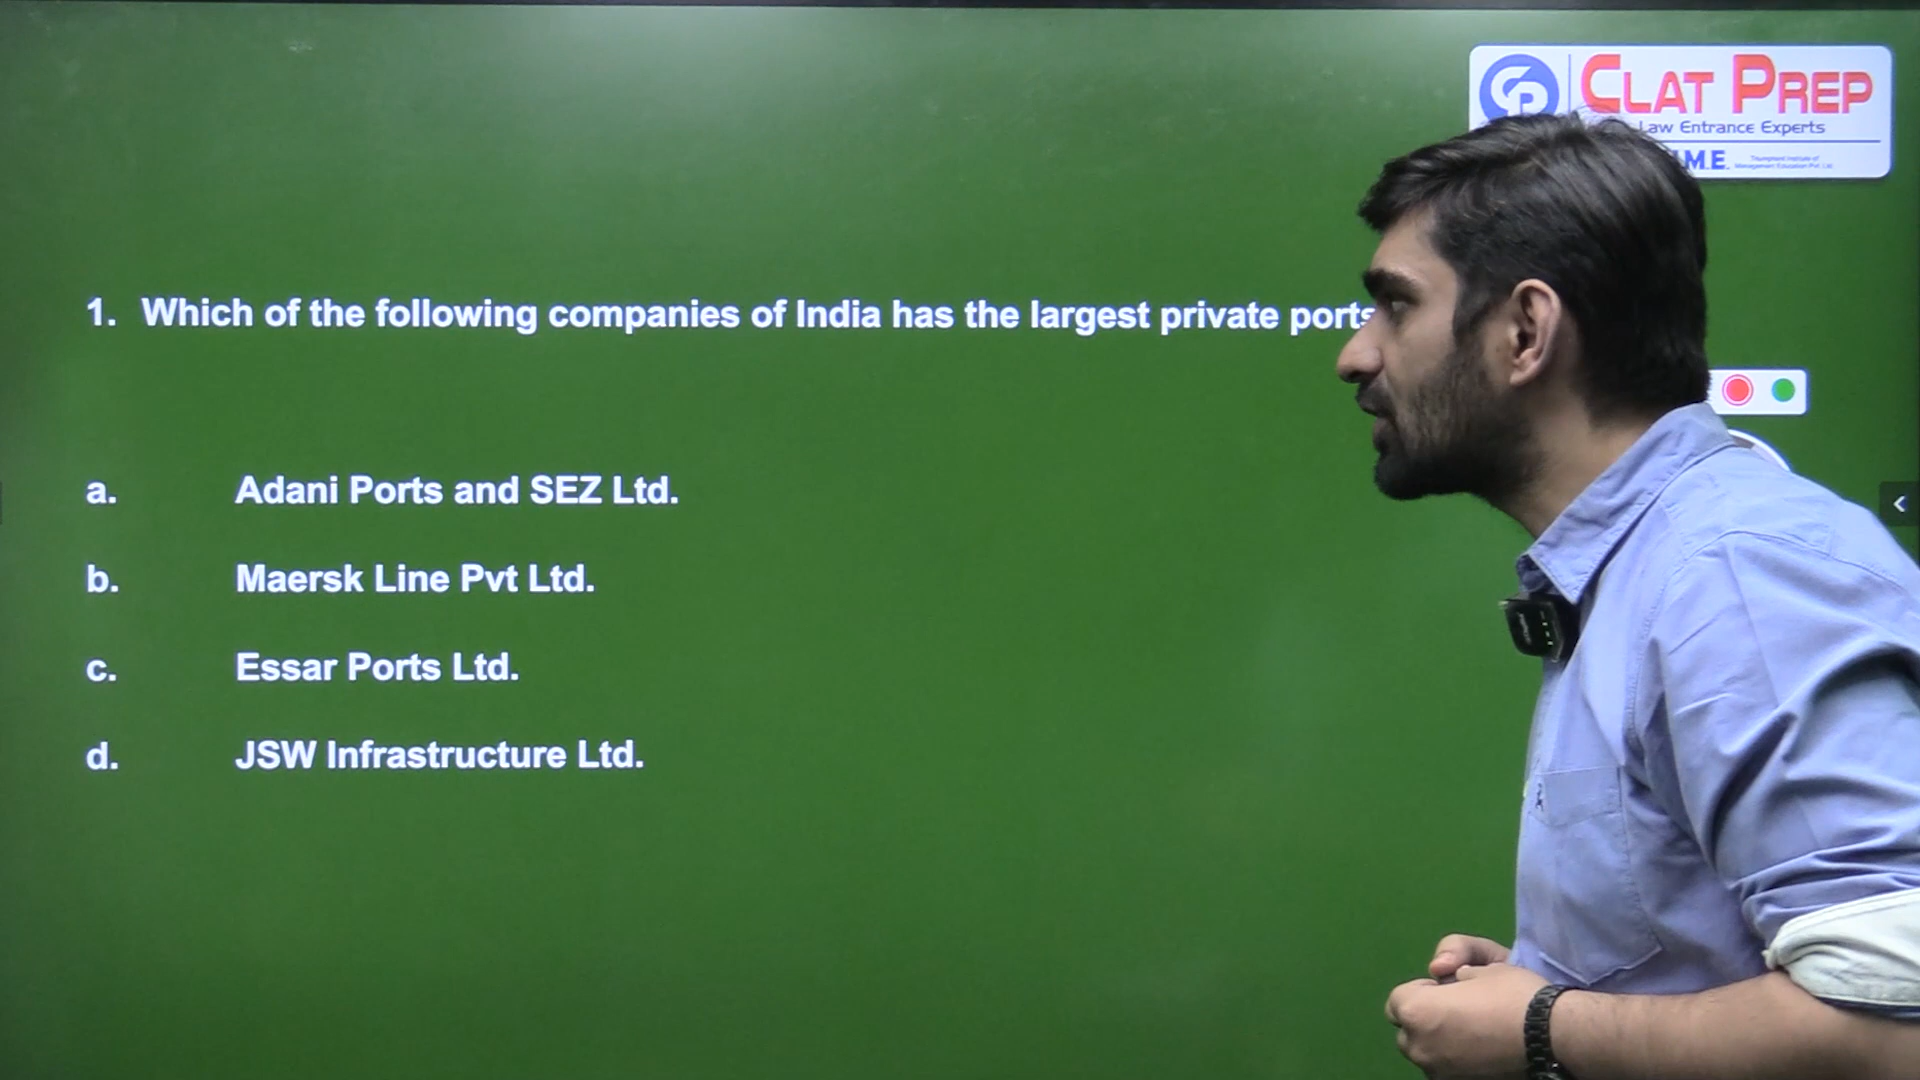 CLAT PREP
Law Entrance Experts
.M.E.
1. Which of the following companies of India has the largest private ports
a. Adani Ports and SEZ Ltd.
b. Maersk Line Pvt Ltd.
c. Essar Ports Ltd.
d. JSW Infrastructure Ltd.